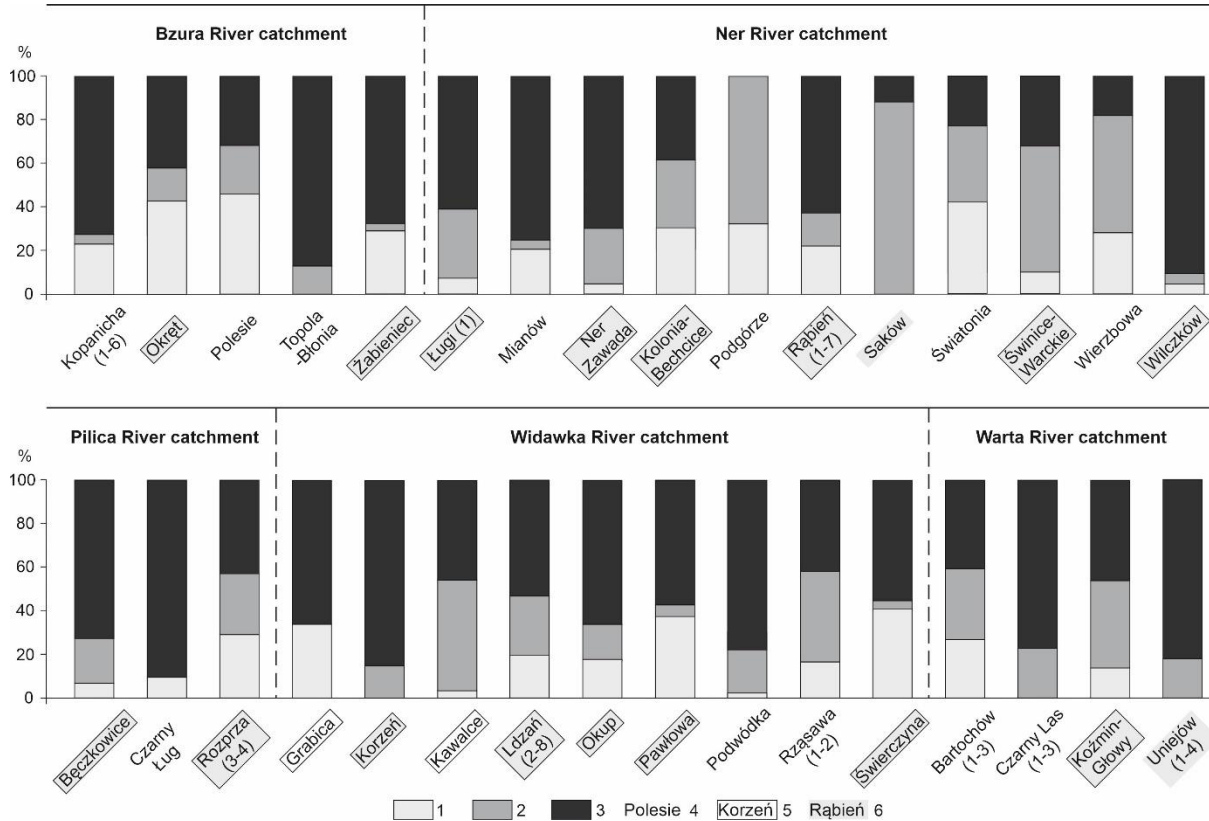 Bzura River catchment
Ner River catchment
%
100
80
60
40
20
0
Kopanicha
(1-6)
Okręt
Polesie
Topola
-Błonia
Żabieniec
Ługi (1)
Mianów
Ner
Zawada
Kolonia-
Bechcice
Podgórze
Rąbień
(1-7)
Saków
Światonia
Świnice-
Warckie
Wierzbowa
Wilczków
Pilica River catchment
Widawka River catchment
Warta River catchment
%
100
80
60
40
20
0
Bęczkowice
Czarny
Ług
Rozprza
(3-4)
Grabica
Korzeń
Kawalce
Ldzań
(2-8)
Okup
Pawłowa
Podwódka
Rząsawa
(1-2)
Świerczyna
Bartochów
(1-3)
Czarny Las
(1-3)
Koźmin-
Głowy
Uniejów
(1-4)
1 2 3 Polesie 4 Korzeń 5 Rąbień 6